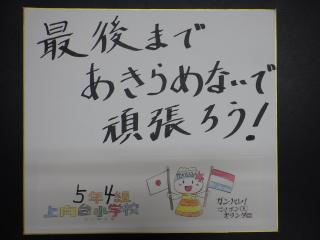 最後まで
あきらめないで
頑張ろう!
5年4組
上向台小学校
ガンバレ!
ニッポン
オランダ